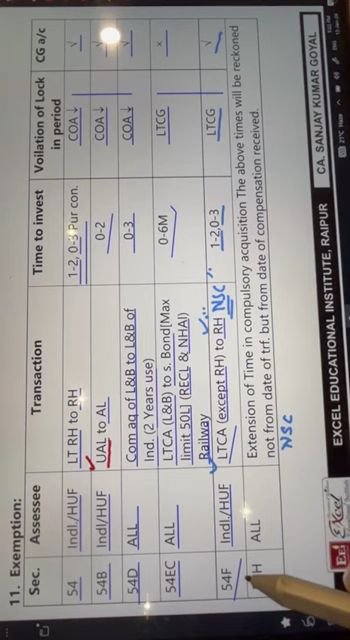 11. Exemption:
Sec. Assessee Transaction Time to Invest Voilation of Lock in period CG a/c
54 Indl./HUF LT RH to RH 1-2, 0-3 Pur con. COA ↓ √
54B Indl/HUF UAL to AL 0-2 COA ↓
54D ALL Com aq of L&B to L&B of Ind. (2 Years use) 0-3 COA ↓ √
54EC ALL LTCA (L&B) to s. Bond[Max limit 50L] (RECL & NHAI) Railway 0-6M LTCG ×
54F Indl/HUF LTCA (except RH) to RH NSC 1-2,0-3 LTCG √
H ALL Extension of Time in compulsory acquisition The above times will be reckoned
not from date of trf. but from date of compensation received.
NSC
EEI Excel
EXCEL EDUCATIONAL INSTITUTE, RAIPUR
CA. SANJAY KUMAR GOYAL
21°C Haze